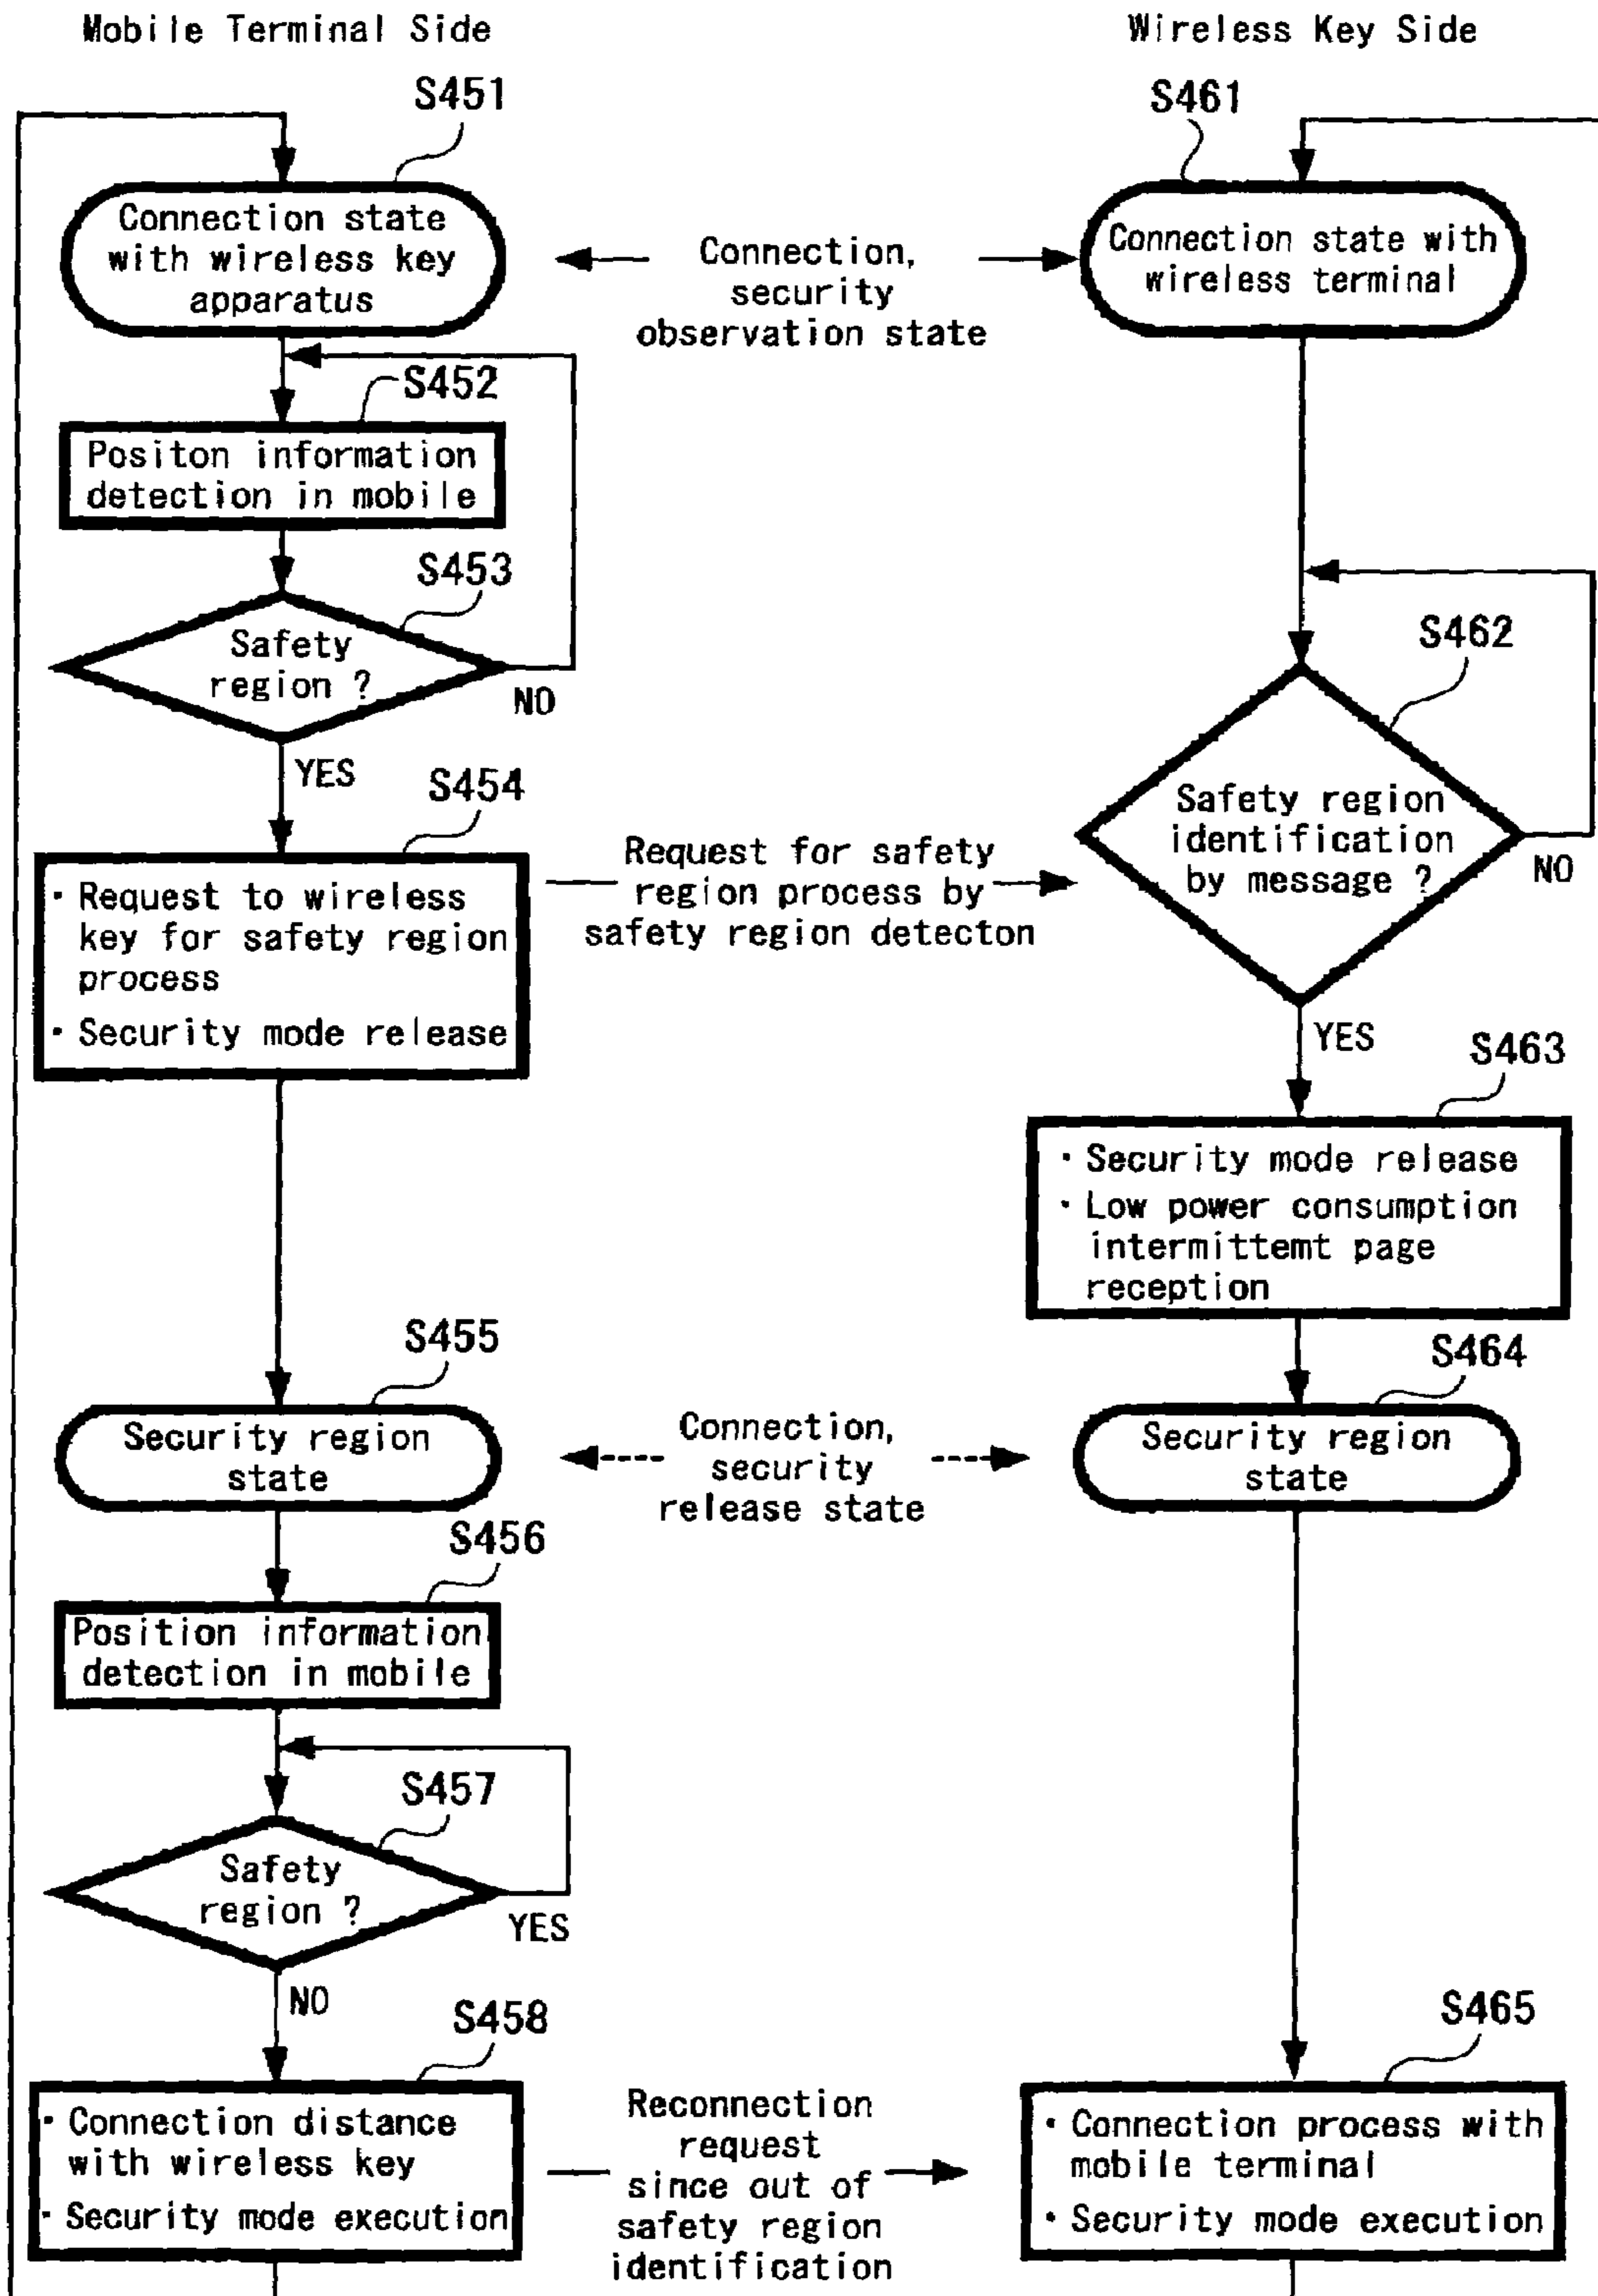 Mobile Terminal Side
Wireless Key Side
S451
S461
Connection state
with wireless key
apparatus
Connection,
security
observation state
Connection state with
wireless terminal
S452
Positon information
detection in mobile
S453
Safety
region ?
NO
YES
S462
Safety region
identification
by message ?
NO
YES
S454
· Request to wireless
key for safety region
process
· Security mode release
Request for safety
region process by
safety region detecton
S463
· Security mode release
· Low power consumption
intermittemt page
reception
S455
Security region
state
Connection,
security
release state
S464
Security region
state
S456
Position information
detection in mobile
S457
Safety
region ?
YES
NO
S458
· Connection distance
with wireless key
· Security mode execution
Reconnection
request
since out of
safety region
identification
S465
· Connection process with
mobile terminal
· Security mode execution